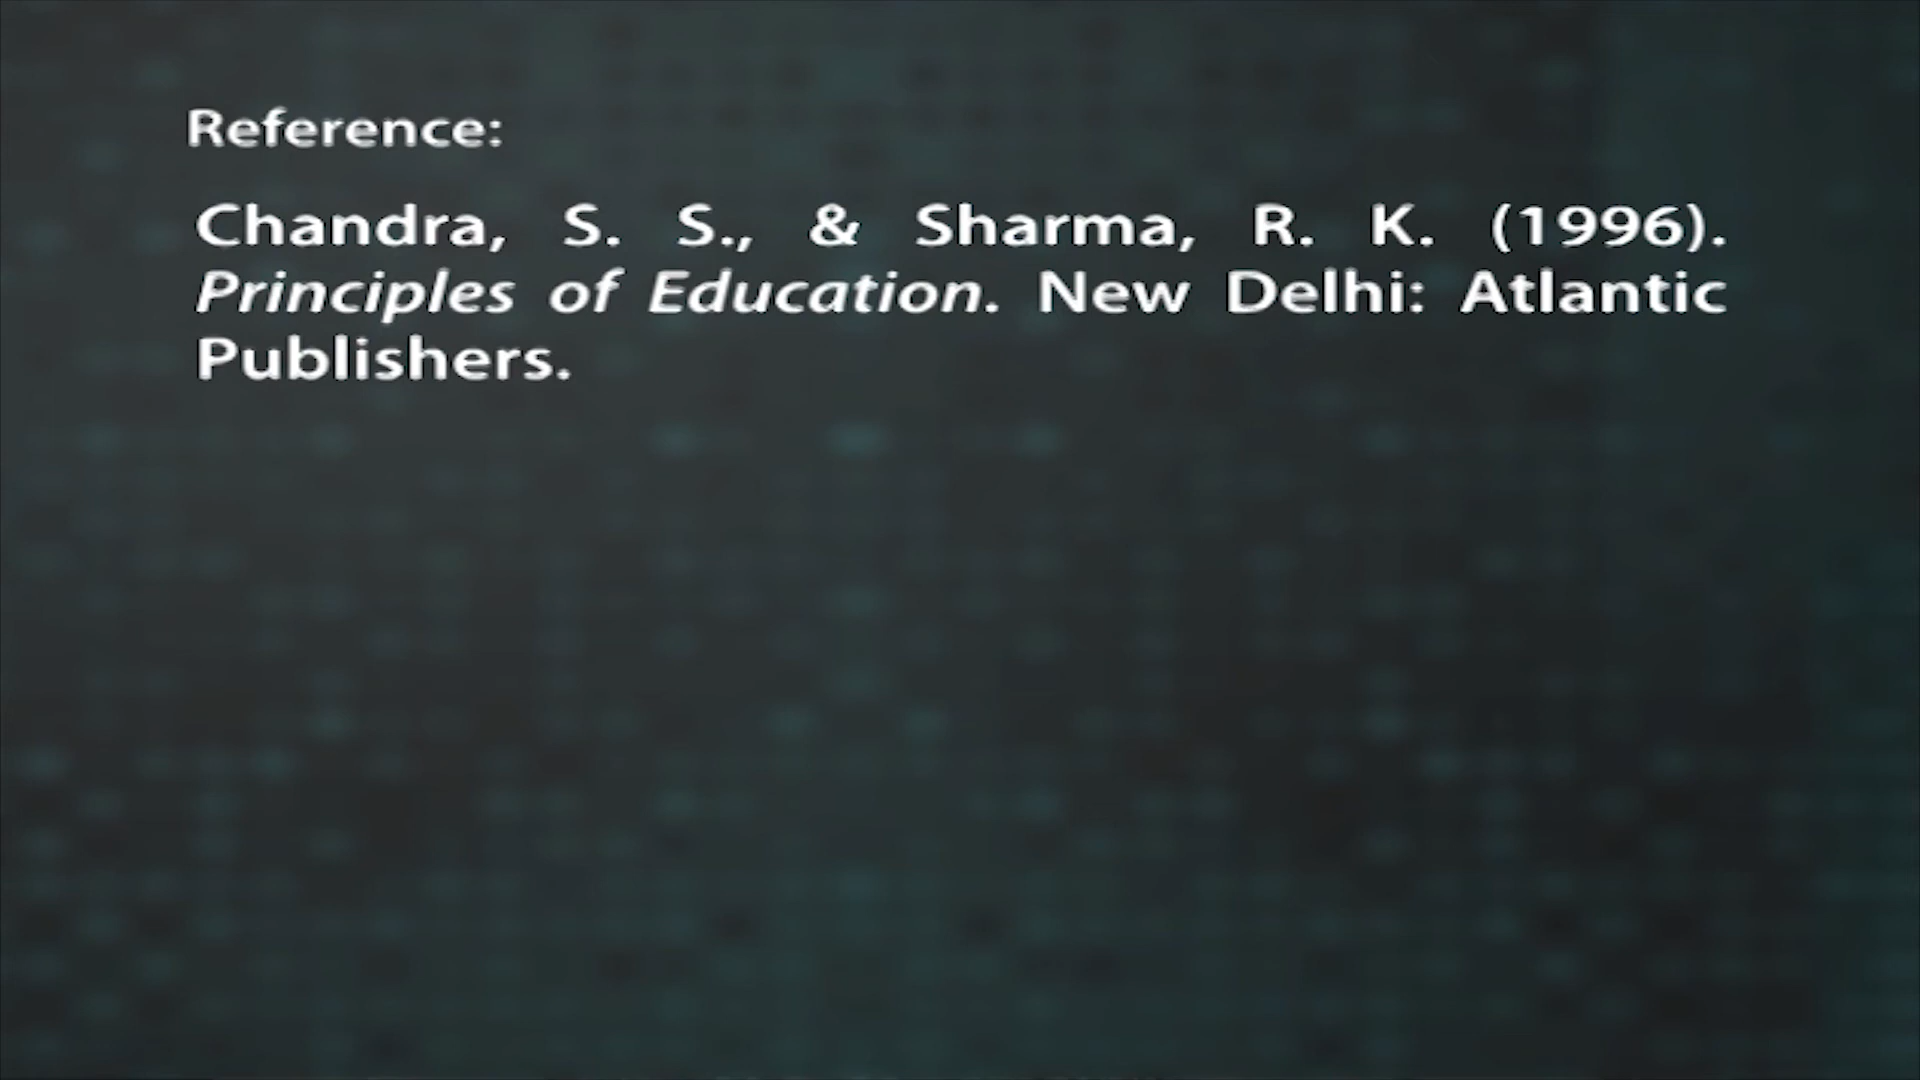 Reference:
Chandra, S. S., & Sharma, R. K. (1996).
Principles of Education. New Delhi: Atlantic
Publishers.